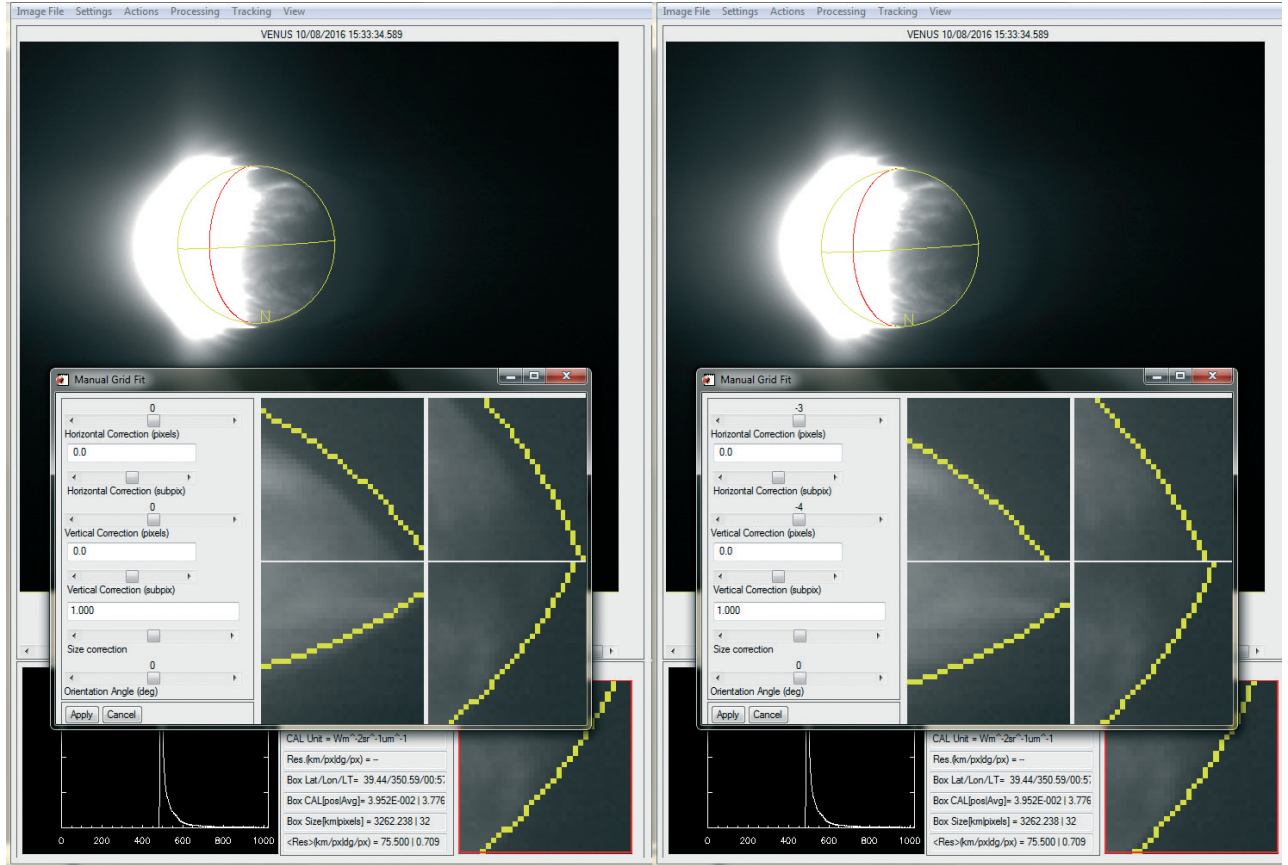 Image File Settings Actions Processing Tracking View
VENUS 10/08/2016 15:33:34.589
N
Manual Grid Fit
0
Horizontal Correction (pixels)
0.0
Horizontal Correction (subpix)
0
Vertical Correction (pixels)
0.0
Vertical Correction (subpix)
1.000
Size correction
0
Orientation Angle (deg)
Apply Cancel
0 200 400 600 800 1000
CAL Unit = Wm^-2sr^-1um^-1
Res.(km/px|dg/px) = --
Box Lat/Lon/LT= 39.44/350.59/00:57
Box CAL[pos|Avg]= 3.952E-002 | 3.776
Box Size[km|pixels] = 3262.238 | 32
<Res>(km/px|dg/px) = 75.500 | 0.709
Image File Settings Actions Processing Tracking View
VENUS 10/08/2016 15:33:34.589
N
Manual Grid Fit
-3
Horizontal Correction (pixels)
0.0
Horizontal Correction (subpix)
-4
Vertical Correction (pixels)
0.0
Vertical Correction (subpix)
1.000
Size correction
0
Orientation Angle (deg)
Apply Cancel
0 200 400 600 800 1000
CAL Unit = Wm^-2sr^-1um^-1
Res.(km/px|dg/px) = --
Box Lat/Lon/LT= 39.44/350.59/00:57
Box CAL[pos|Avg]= 3.952E-002 | 3.776
Box Size[km|pixels] = 3262.238 | 32
<Res>(km/px|dg/px) = 75.500 | 0.709